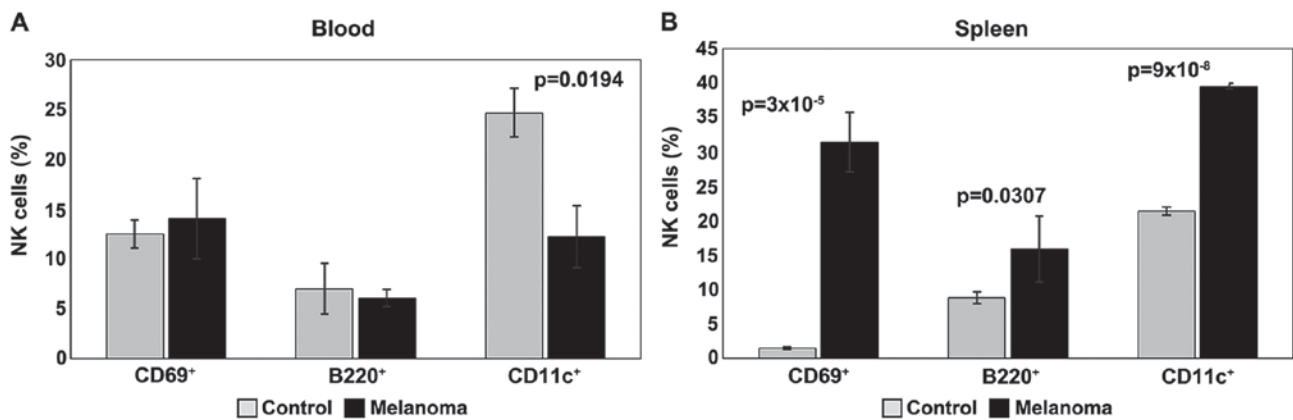 A
Blood
NK cells (%)
30
25
20
15
10
5
0
p=0.0194
CD69⁺
B220⁺
CD11c⁺
Control
Melanoma
B
Spleen
NK cells (%)
45
40
35
30
25
20
15
10
5
0
p=3x10⁻⁵
p=0.0307
p=9x10⁻⁸
CD69⁺
B220⁺
CD11c⁺
Control
Melanoma